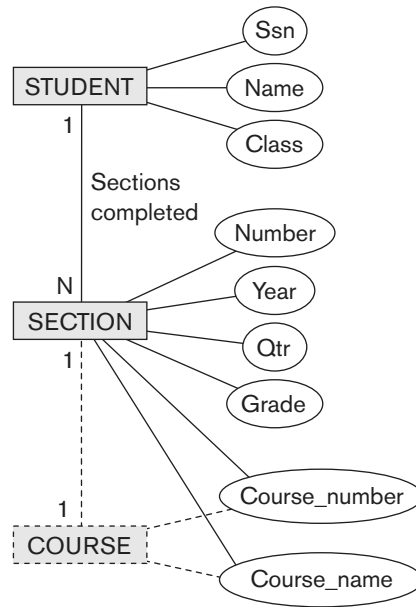 Ssn
STUDENT
Name
1
Class
Sections
completed
Number
N
Year
SECTION
1
Qtr
Grade
1
Course_number
COURSE
Course_name